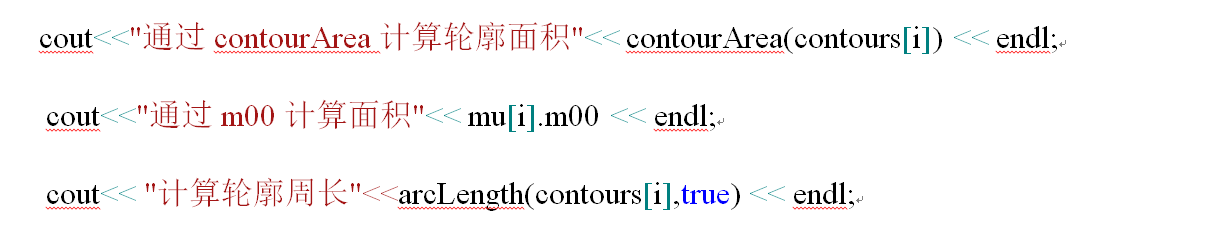 cout<<"通过 contourArea 计算轮廓面积"<< contourArea(contours[i]) << endl;
cout<<"通过 m00 计算面积"<< mu[i].m00 << endl;
cout<< "计算轮廓周长"<<arcLength(contours[i],true) << endl;